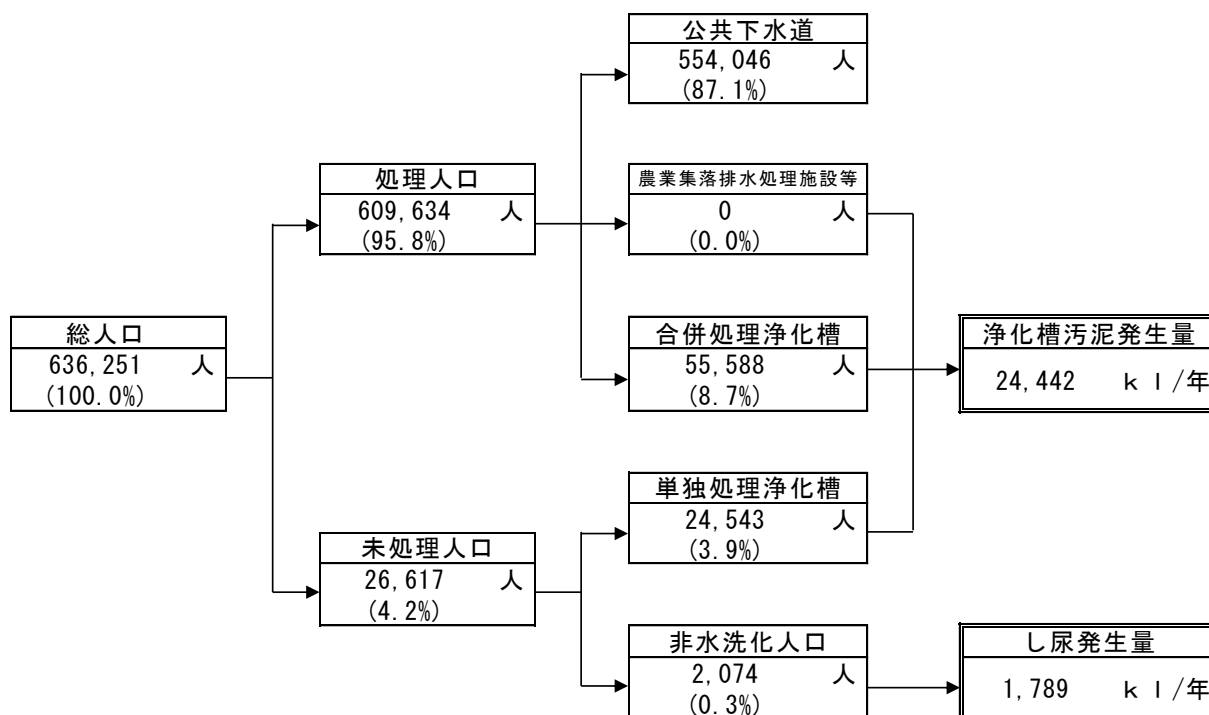 公共下水道
554,046 人
(87.1%)
処理人口
609,634 人
(95.8%)
農業集落排水処理施設等
0 人
(0.0%)
総人口
636,251 人
(100.0%)
合併処理浄化槽
55,588 人
(8.7%)
浄化槽汚泥発生量
24,442 ｋｌ/年
単独処理浄化槽
24,543 人
(3.9%)
未処理人口
26,617 人
(4.2%)
非水洗化人口
2,074 人
(0.3%)
し尿発生量
1,789 ｋｌ/年